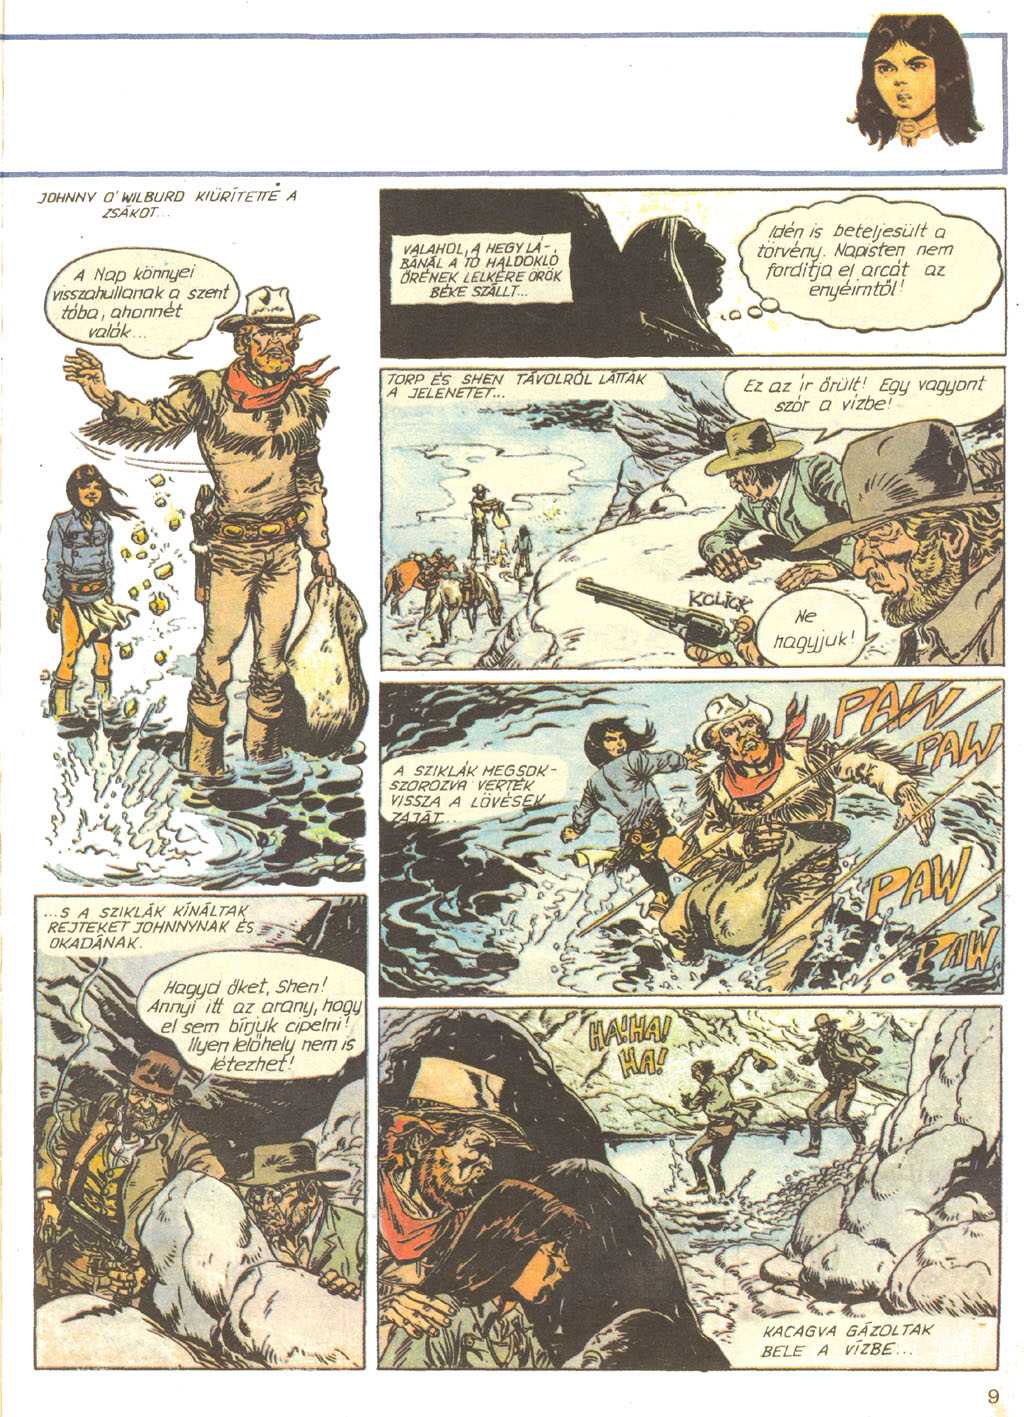 JOHNNY O'WILBURD KIÜRÍTETTE A
ZSÁKOT...
A Nap könnyei
visszahullanak a szent
tóba, ahonnét
valók...
VALAHOL, A HEGY LÁ-
BÁNÁL A TÓ HALDOKLÓ
ŐRÉNEK LELKÉRE ÖRÖK
BÉKE SZÁLLT...
Idén is beteljesült a
törvény. Napisten nem
fordítja el arcát az
enyéimtől!
TORP ÉS SHEN TÁVOLRÓL LÁTTÁK
A JELENETET...
Ez az ír őrült! Egy vagyont
szór a vízbe!
KCLICK
Ne
hagyjuk!
A SZIKLÁK MEGSOK-
SZOROZVA VERTÉK
VISSZA A LÖVÉSEK
ZAJÁT...
PAW
PAW
PAW
PAW
...S A SZIKLÁK KÍNÁLTAK
REJTEKET JOHNNYNAK ÉS
OKADÁNAK.
Hagyd őket, Shen!
Annyi itt az arany, hogy
el sem bírjuk cipelni!
Ilyen lelőhely nem is
létezhet!
HA!HA!
HA!
KACAGVA GÁZOLTAK
BELE A VÍZBE...
9